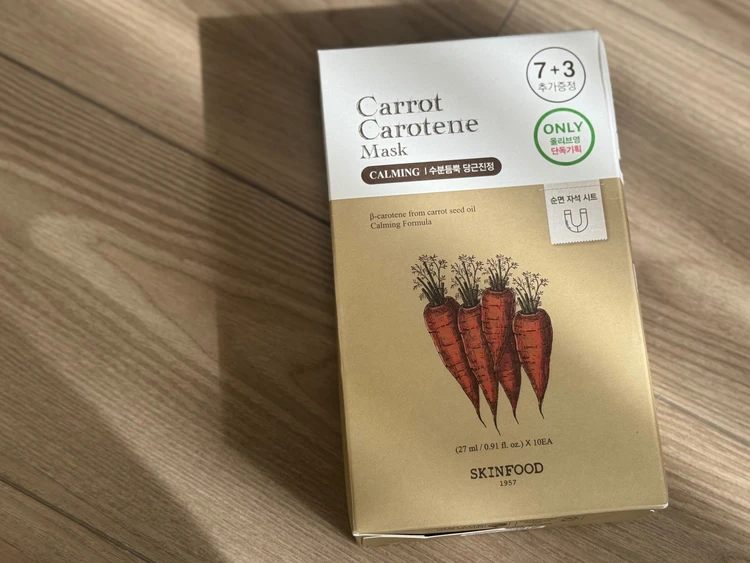 7+3
추가증정
Carrot
Carotene
Mask
ONLY
올리브영
단독기획
CALMING | 수분듬뿍 당근진정
순면 자석 시트
β-carotene from carrot seed oil
Calming Formula
(27 ml / 0.91 fl. oz.) X 10EA
SKINFOOD
1957